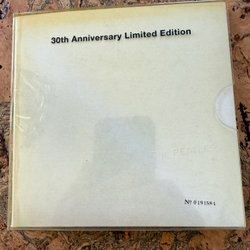 30th Anniversary Limited Edition
Nº 0191884